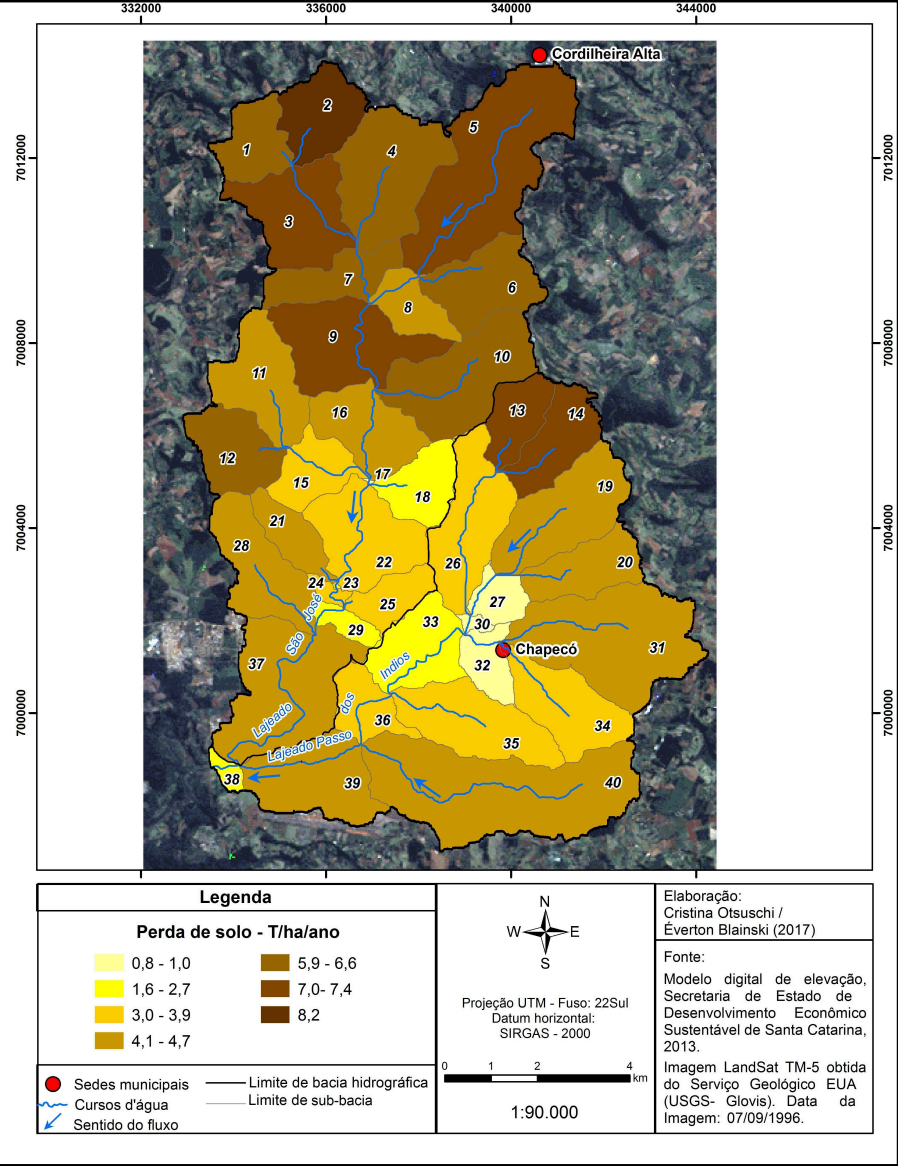 332000
336000
340000
344000
Cordilheira Alta
2
5
7012000
1
4
7012000
3
7
6
8
7008000
9
10
7008000
11
16
13
14
12
17
15
18
19
21
7004000
28
22
26
20
7004000
24
23
25
27
São José
29
33
30
37
Indios
32
Chapecó
31
7000000
Lajeado
dos
36
34
7000000
Lajeado Passo
35
38
39
40
Legenda
Perda de solo - T/ha/ano
0,8 - 1,0
1,6 - 2,7
3,0 - 3,9
4,1 - 4,7
5,9 - 6,6
7,0- 7,4
8,2
Sedes municipais
Cursos d'água
Sentido do fluxo
Limite de bacia hidrográfica
Limite de sub-bacia
N
W
E
S
Projeção UTM - Fuso: 22Sul
Datum horizontal:
SIRGAS - 2000
0 1 2 4
km
1:90.000
Elaboração:
Cristina Otsuschi /
Éverton Blainski (2017)
Fonte:
Modelo digital de elevação,
Secretaria de Estado de
Desenvolvimento Econômico
Sustentável de Santa Catarina,
2013.
Imagem LandSat TM-5 obtida
do Serviço Geológico EUA
(USGS- Glovis). Data da
Imagem: 07/09/1996.